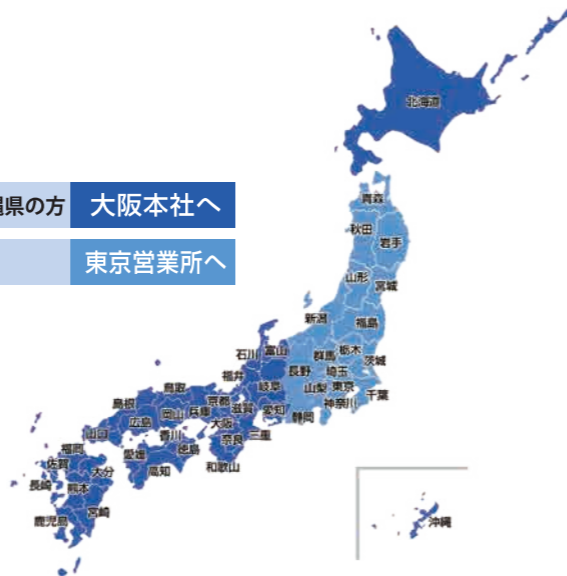 北海道
青森
秋田
岩手
県の方 大阪本社へ
東京営業所へ
山形
宮城
新潟
福島
石川 富山
群馬 栃木
茨城
福井
長野 埼玉
岐阜
山梨 東京
千葉
鳥取
島根
京都
神奈川
広島 岡山 兵庫 滋賀 愛知
静岡
大阪
山口
香川
奈良 三重
福岡
愛媛 徳島
佐賀
大分
高知
和歌山
長崎 熊本
宮崎
鹿児島
沖縄